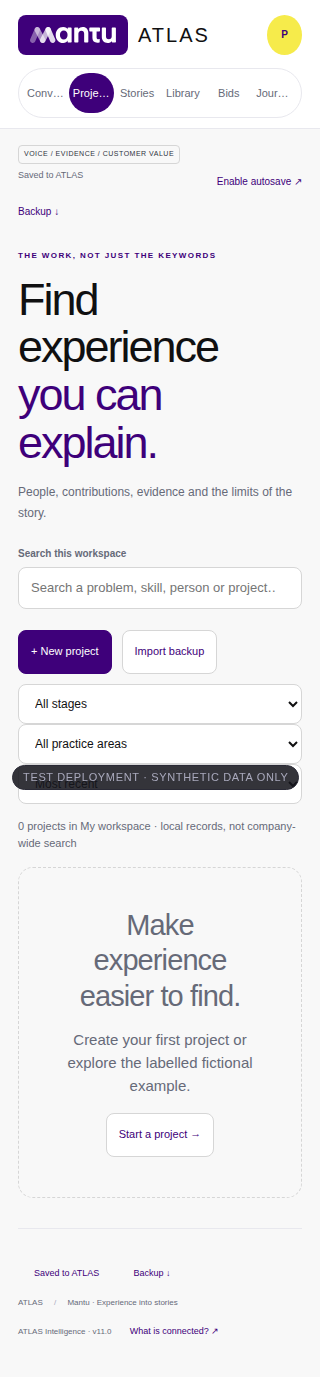 mantu ATLAS P
Conv… Proje… Stories Library Bids Jour…
VOICE / EVIDENCE / CUSTOMER VALUE
Saved to ATLAS
Enable autosave ↗
Backup ↓
THE WORK, NOT JUST THE KEYWORDS
Find
experience
you can
explain.
People, contributions, evidence and the limits of the
story.
Search this workspace
Search a problem, skill, person or project..
+ New project Import backup
All stages
All practice areas
TEST DEPLOYMENT · SYNTHETIC DATA ONLY
Most recent
0 projects in My workspace · local records, not company-
wide search
Make
experience
easier to find.
Create your first project or
explore the labelled fictional
example.
Start a project →
Saved to ATLAS Backup ↓
ATLAS / Mantu · Experience into stories
ATLAS Intelligence · v11.0 What is connected? ↗